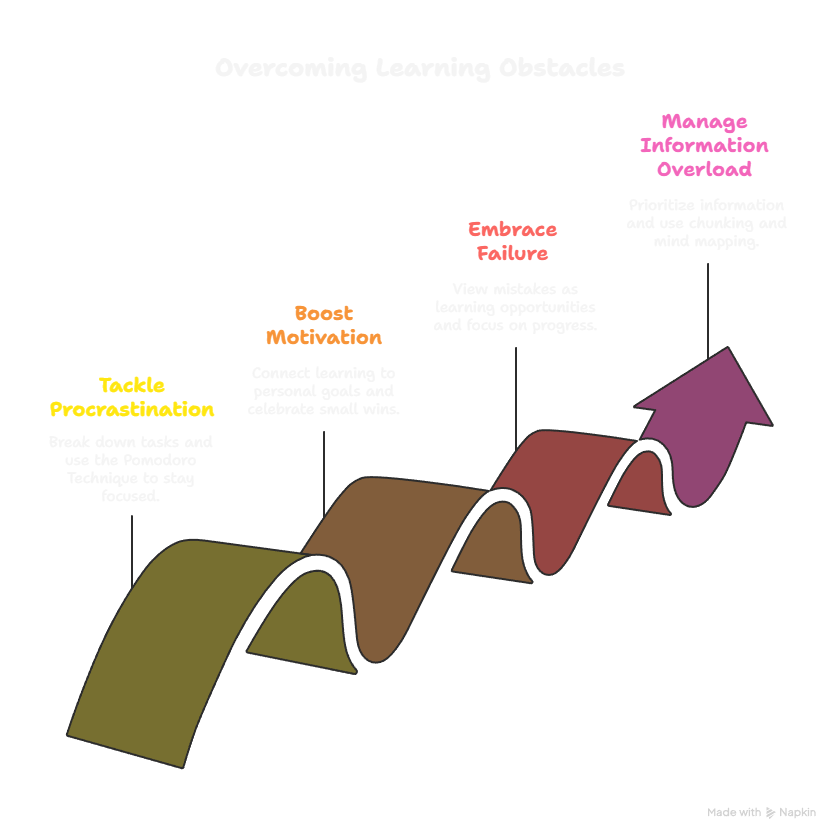 Overcoming Learning Obstacles
Manage
Information
Overload
Prioritize information
and use chunking and
mind mapping.
Embrace
Failure
View mistakes as
learning opportunities
and focus on progress.
Boost
Motivation
Connect learning to
personal goals and
celebrate small wins.
Tackle
Procrastination
Break down tasks and
use the Pomodoro
Technique to stay
focused.
Made with Napkin